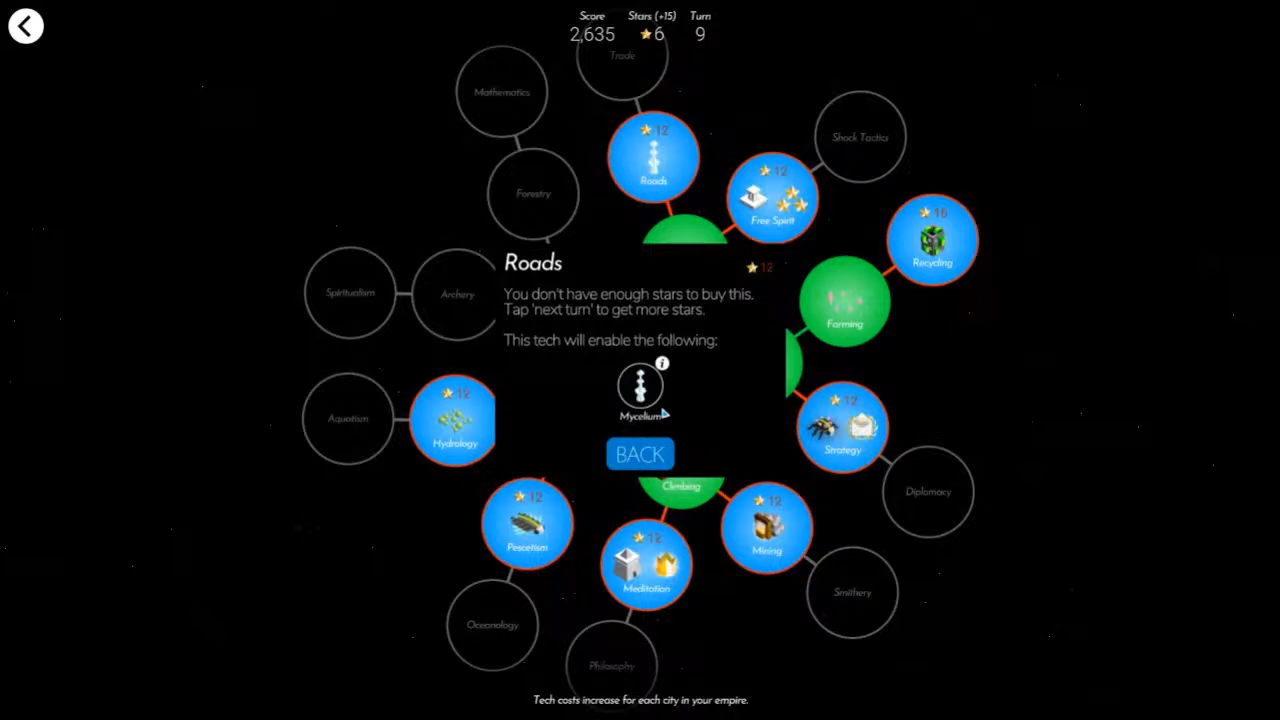 Score
2,635
Stars (+15)
6
Turn
9
Trade
Mathematics
12
Roads
Shock Tactics
12
Free Spirit
Forestry
16
Recycling
Roads
12
You don't have enough stars to buy this.
Tap 'next turn' to get more stars.
This tech will enable the following:
i
Mycelium
BACK
Spiritualism
Archery
Farming
Aquatism
12
Hydrology
12
Strategy
Climbing
Diplomacy
12
Pescetism
12
Meditation
12
Mining
Smithery
Oceanology
Philosophy
Tech costs increase for each city in your empire.